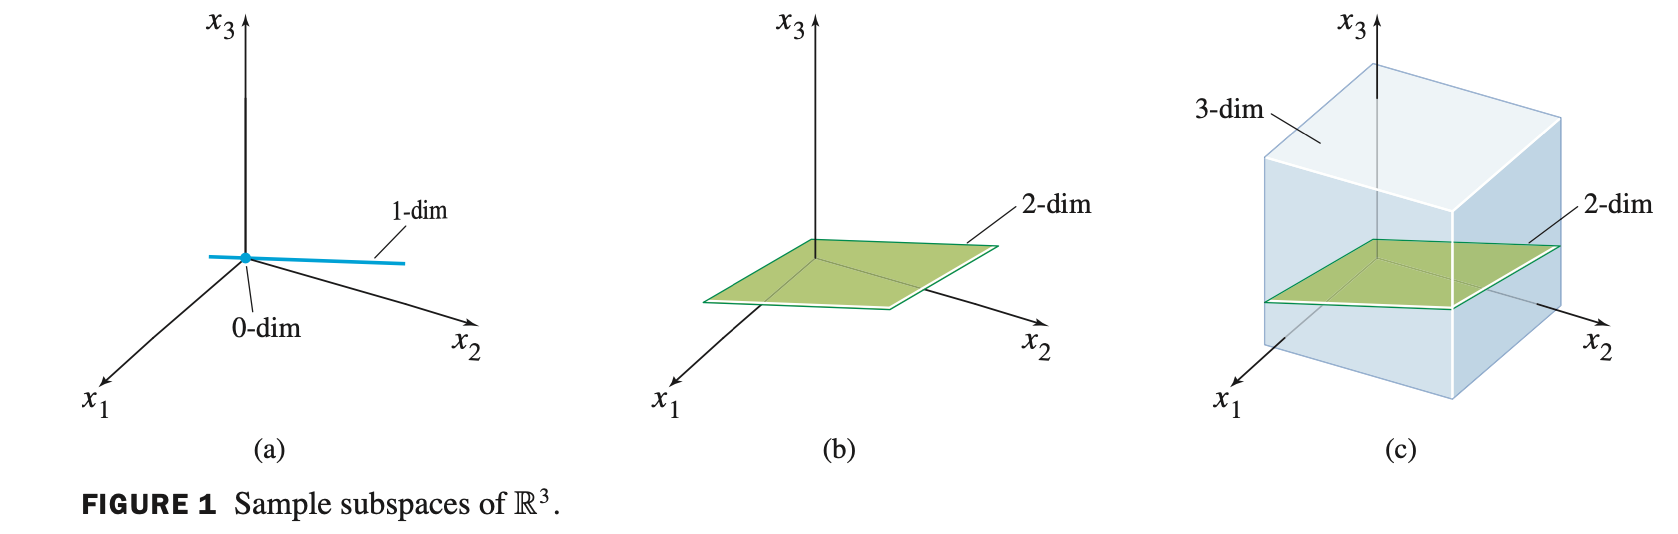 x3
1-dim
0-dim
x2
x1
(a)
x3
2-dim
x2
x1
(b)
x3
3-dim
2-dim
x2
x1
(c)
FIGURE 1 Sample subspaces of ℝ³.